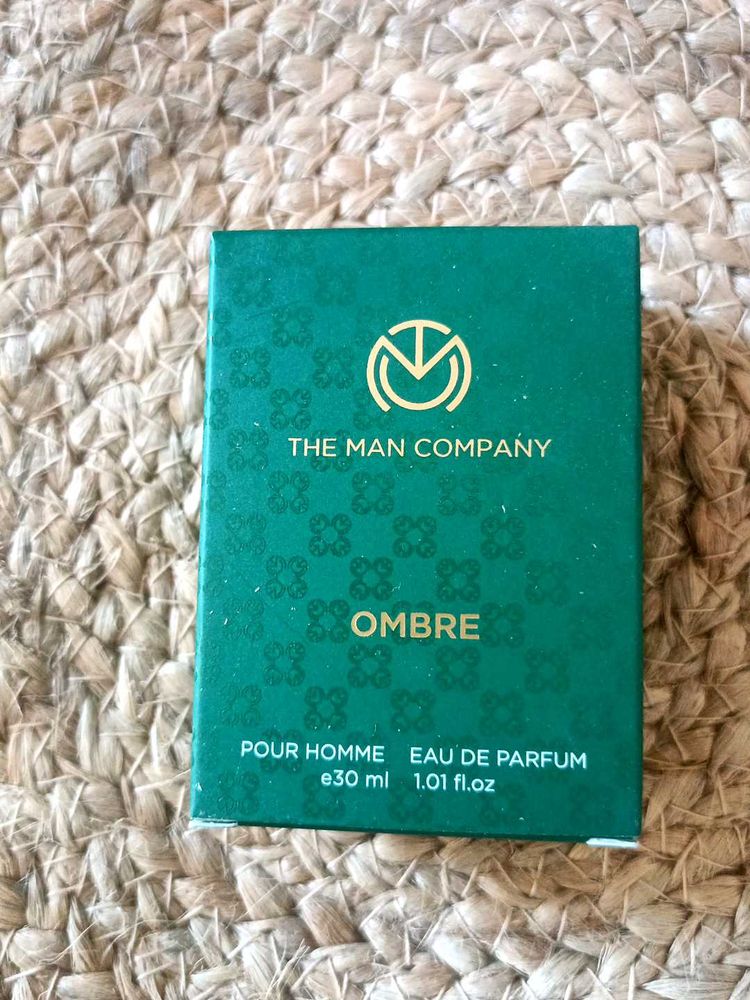 THE MAN COMPANY
OMBRE
POUR HOMME EAU DE PARFUM
e30 ml 1.01 fl.oz